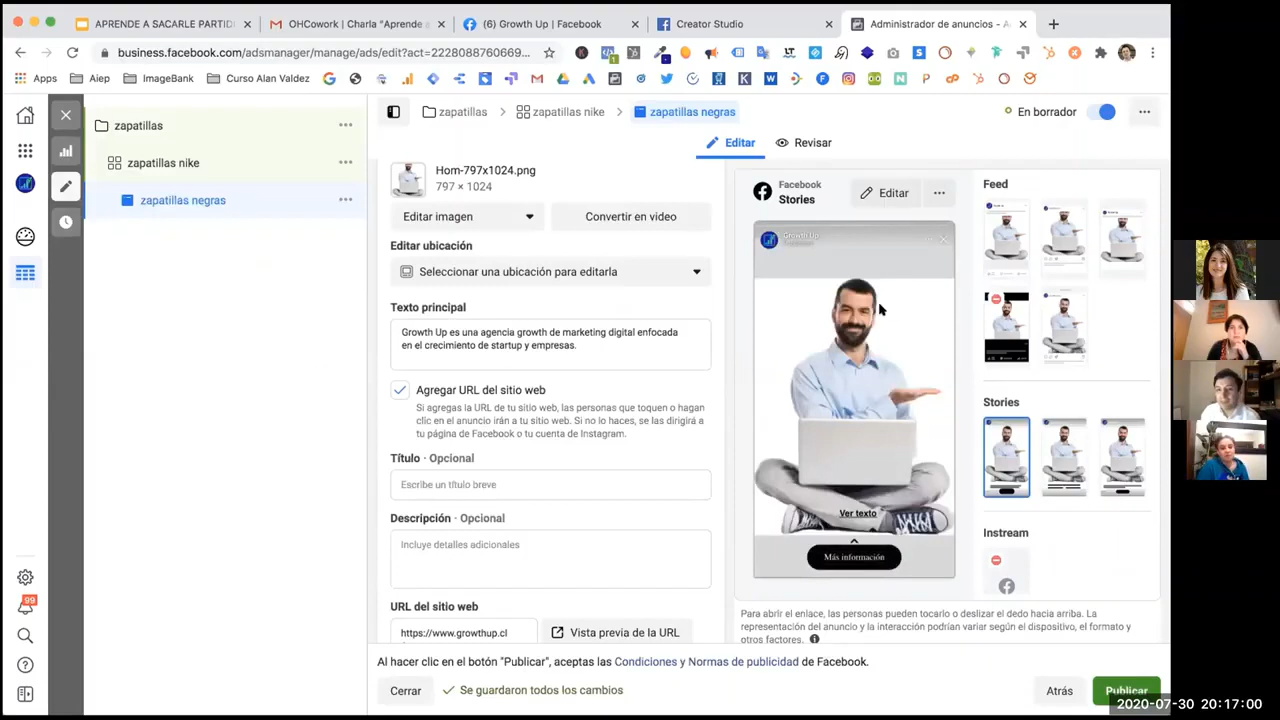 APRENDE A SACARLE PARTID
OHCowork | Charla "Aprende
(6) Growth Up | Facebook
Creator Studio
Administrador de anuncios - A
business.facebook.com/adsmanager/manage/ads/edit?act=2228088760669...
Apps
Aiep
ImageBank
Curso Alan Valdez
zapatillas
zapatillas nike
zapatillas negras
zapatillas
zapatillas nike
zapatillas negras
En borrador
Editar
Revisar
Hom-797x1024.png
797 × 1024
Editar imagen
Convertir en video
Editar ubicación
Seleccionar una ubicación para editarla
Texto principal
Growth Up es una agencia growth de marketing digital enfocada
en el crecimiento de startup y empresas.
Agregar URL del sitio web
Si agregas la URL de tu sitio web, las personas que toquen o hagan
clic en el anuncio irán a tu sitio web. Si no lo haces, se las dirigirá
a tu página de Facebook o tu cuenta de Instagram.
Título · Opcional
Escribe un título breve
Descripción · Opcional
Incluye detalles adicionales
URL del sitio web
https://www.growthup.cl
Vista previa de la URL
Facebook
Stories
Editar
Growth Up
Ver texto
Más información
Feed
Stories
Instream
Para abrir el enlace, las personas pueden tocarlo o deslizar el dedo hacia arriba. La
representación del anuncio y la interacción podrían variar según el dispositivo, el formato y
otros factores.
Al hacer clic en el botón "Publicar", aceptas las Condiciones y Normas de publicidad de Facebook.
Cerrar
Se guardaron todos los cambios
Atrás
Publicar
99
2020-07-30 20:17:00